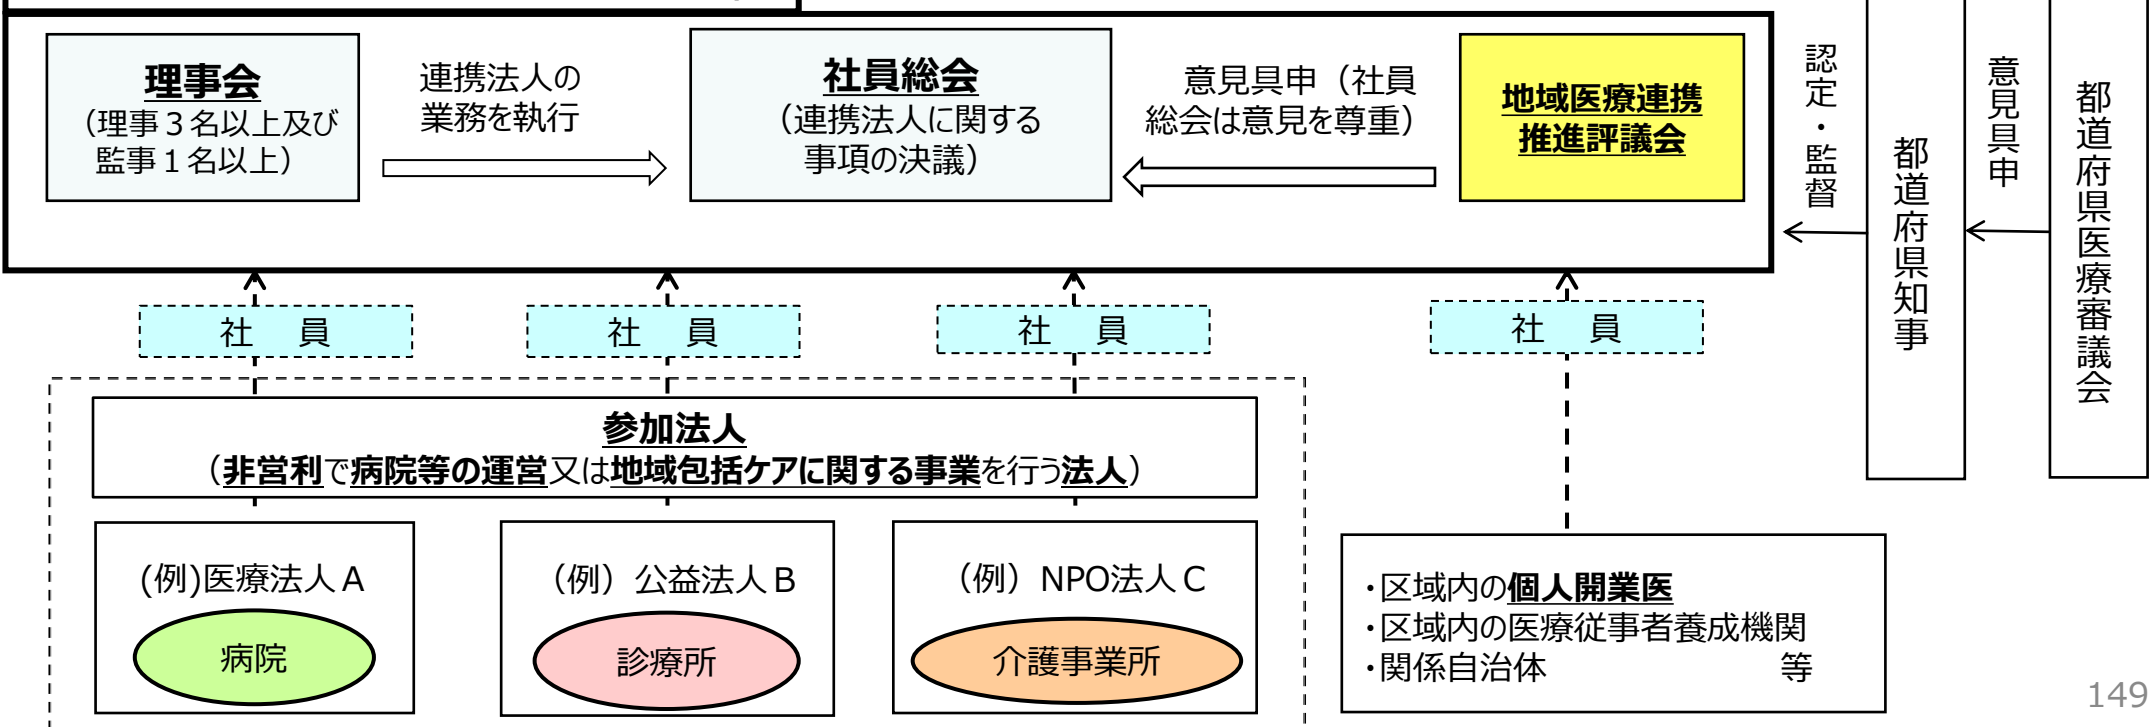 理事会
（理事３名以上及び
監事１名以上）
連携法人の
業務を執行
社員総会
（連携法人に関する
事項の決議）
意見具申（社員
総会は意見を尊重）
地域医療連携
推進評議会
認定・監督
都道府県知事
意見具申
都道府県医療審議会
社　員
社　員
社　員
社　員
参加法人
（非営利で病院等の運営又は地域包括ケアに関する事業を行う法人）
(例)医療法人Ａ
病院
（例）公益法人Ｂ
診療所
（例）NPO法人Ｃ
介護事業所
・区域内の個人開業医
・区域内の医療従事者養成機関
・関係自治体　　　　　　　等
149